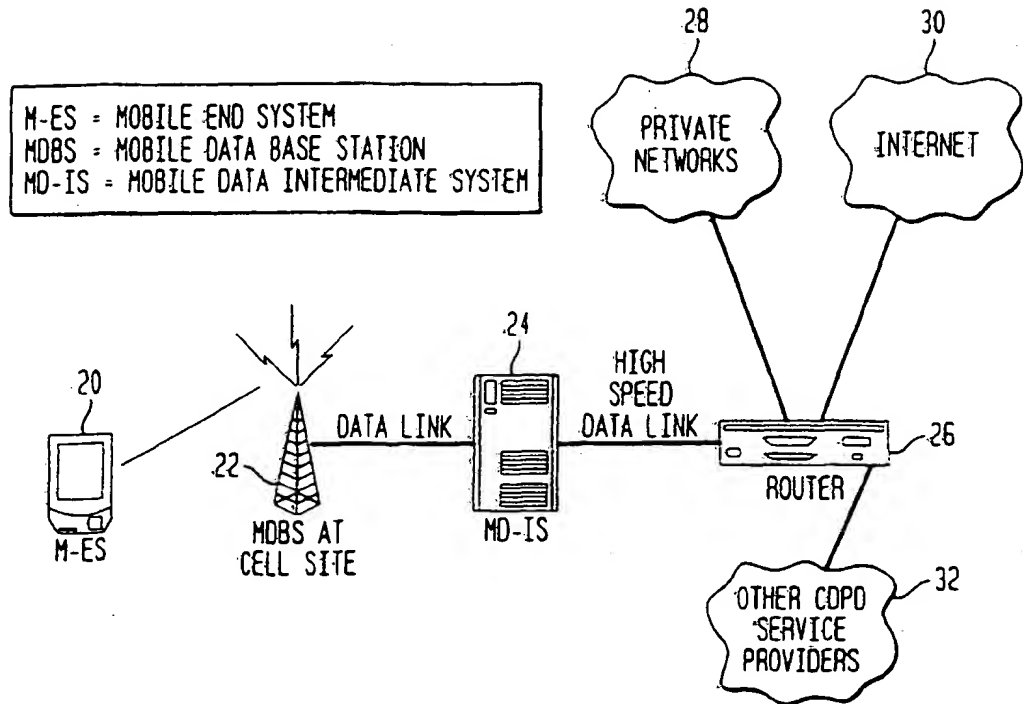 28
30
M-ES = MOBILE END SYSTEM
MDBS = MOBILE DATA BASE STATION
MD-IS = MOBILE DATA INTERMEDIATE SYSTEM
PRIVATE
NETWORKS
INTERNET
20
22
24
DATA LINK
HIGH
SPEED
DATA LINK
26
ROUTER
M-ES
MDBS AT
CELL SITE
MD-IS
OTHER CDPD
SERVICE
PROVIDERS
32